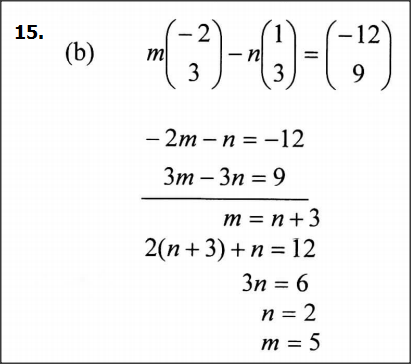 15.
(b) m(−2 3) − n(1 3) = (−12 9)
−2m − n = −12
3m − 3n = 9
m = n + 3
2(n + 3) + n = 12
3n = 6
n = 2
m = 5